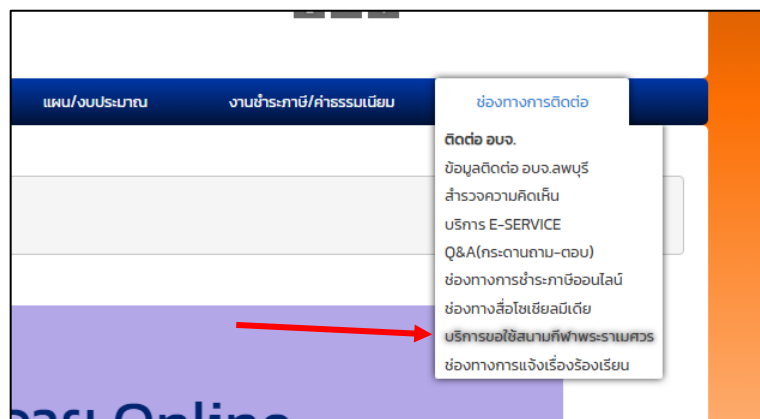 แผน/งบประมาณ
งานชำระภาษี/ค่าธรรมเนียม
ช่องทางการติดต่อ
ติดต่อ อบจ.
ข้อมูลติดต่อ อบจ.ลพบุรี
สำรวจความคิดเห็น
บริการ E-SERVICE
Q&A(กระดานถาม-ตอบ)
ช่องทางการชำระภาษีออนไลน์
ช่องทางสื่อโซเชียลมีเดีย
บริการขอใช้สนามกีฬาพระราเมศวร
ช่องทางการแจ้งเรื่องร้องเรียน
Online